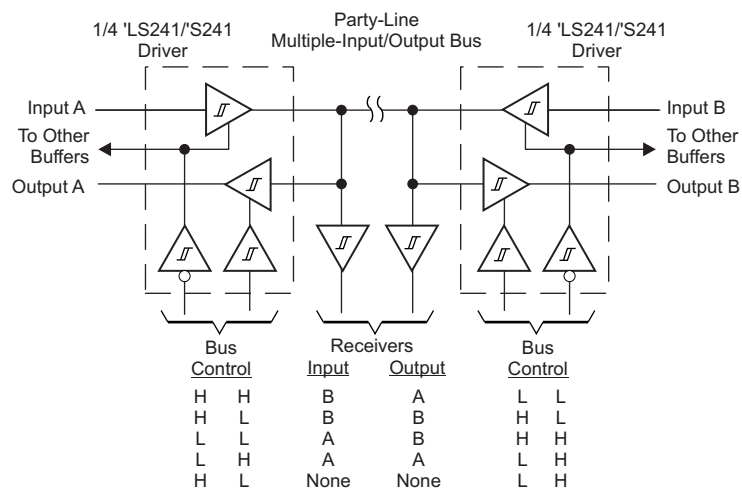 1/4 'LS241/'S241
Driver
Party-Line
Multiple-Input/Output Bus
1/4 'LS241/'S241
Driver
Input A
Input B
To Other
Buffers
To Other
Buffers
Output A
Output B
Bus
Control
Receivers
Input Output
Bus
Control
H H B A L L
H L B B H L
L L A B H H
L H A A L H
H L None None L H